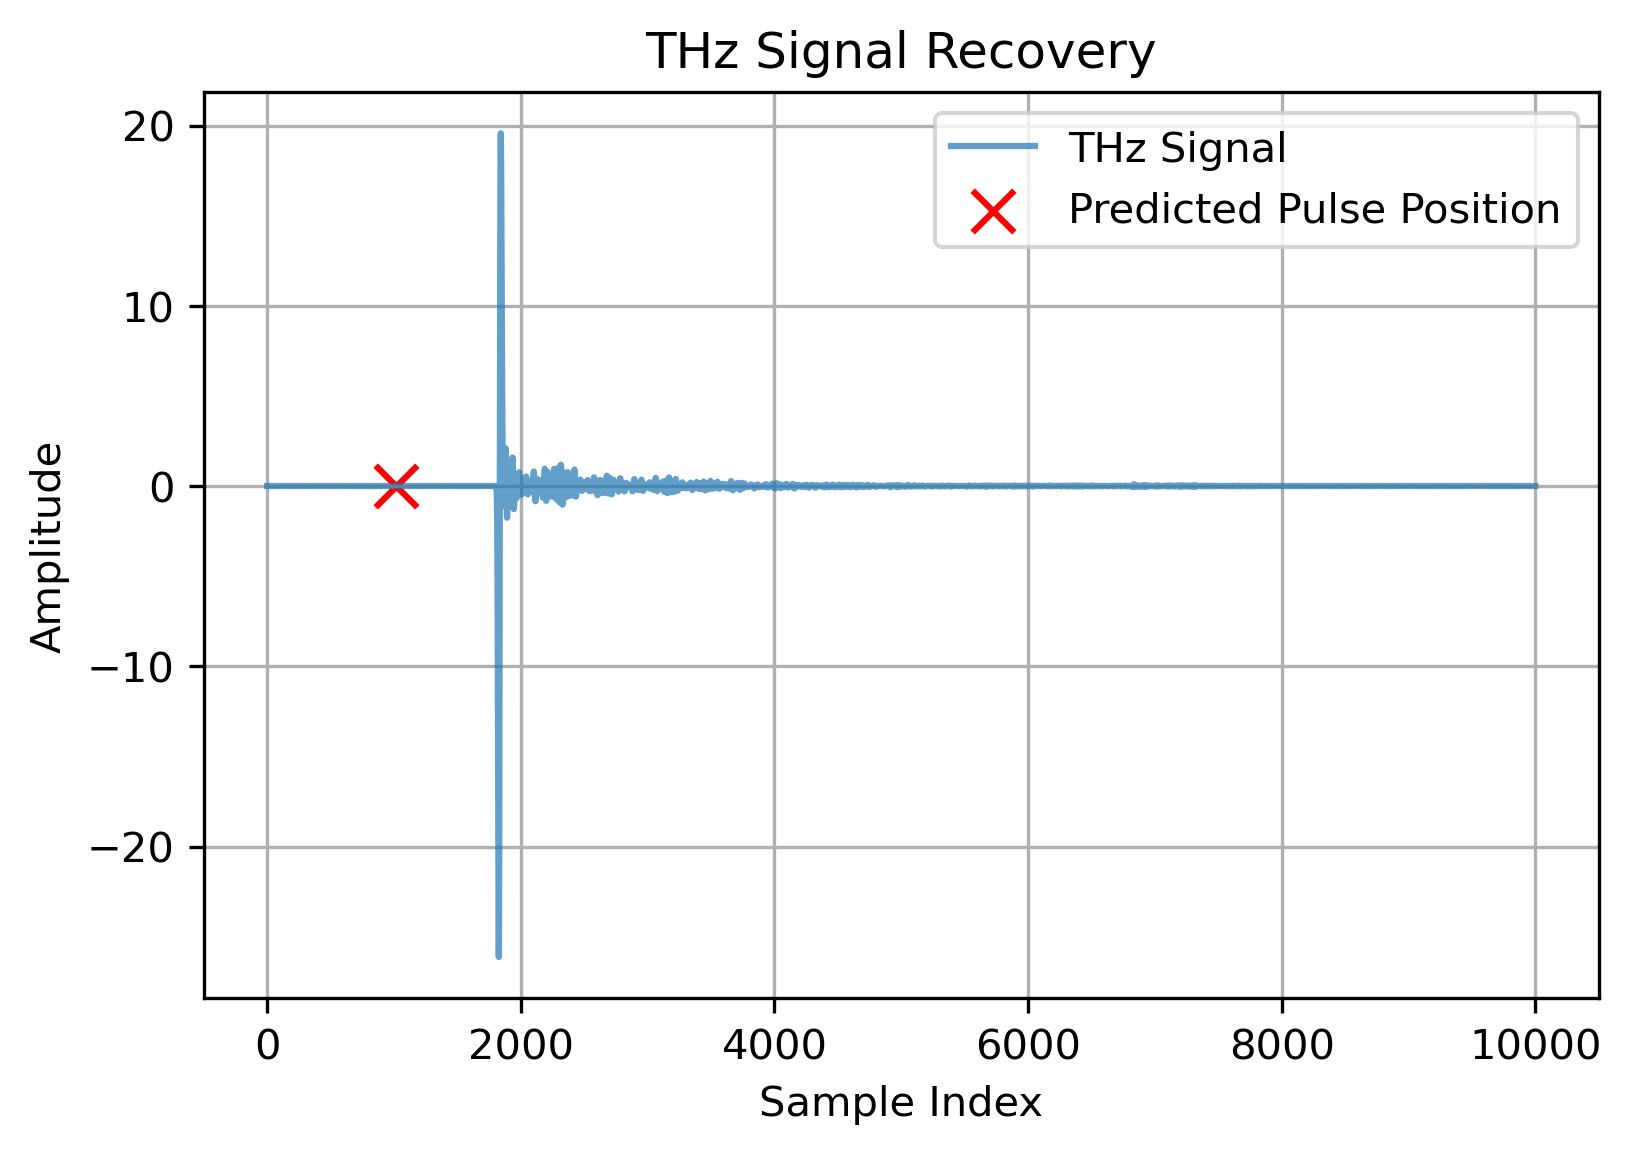 THz Signal Recovery
THz Signal
Predicted Pulse Position
Amplitude
20
10
0
−10
−20
0 2000 4000 6000 8000 10000
Sample Index